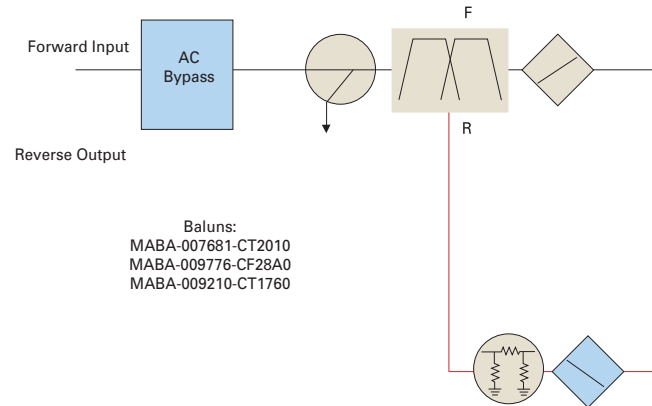 F
Forward Input
AC
Bypass
R
Reverse Output
Baluns:
MABA-007681-CT2010
MABA-009776-CF28A0
MABA-009210-CT1760